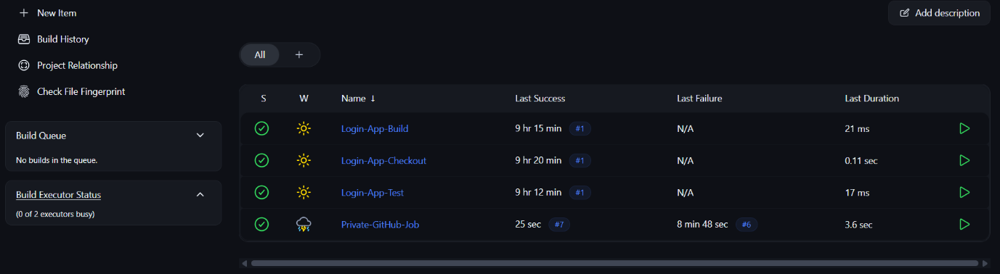 New Item
Add description
Build History
All
Project Relationship
Check File Fingerprint
S W Name ↓ Last Success Last Failure Last Duration
Login-App-Build 9 hr 15 min #1 N/A 21 ms
Build Queue
No builds in the queue.
Login-App-Checkout 9 hr 20 min #1 N/A 0.11 sec
Login-App-Test 9 hr 12 min #1 N/A 17 ms
Build Executor Status
(0 of 2 executors busy)
Private-GitHub-Job 25 sec #7 8 min 48 sec #6 3.6 sec